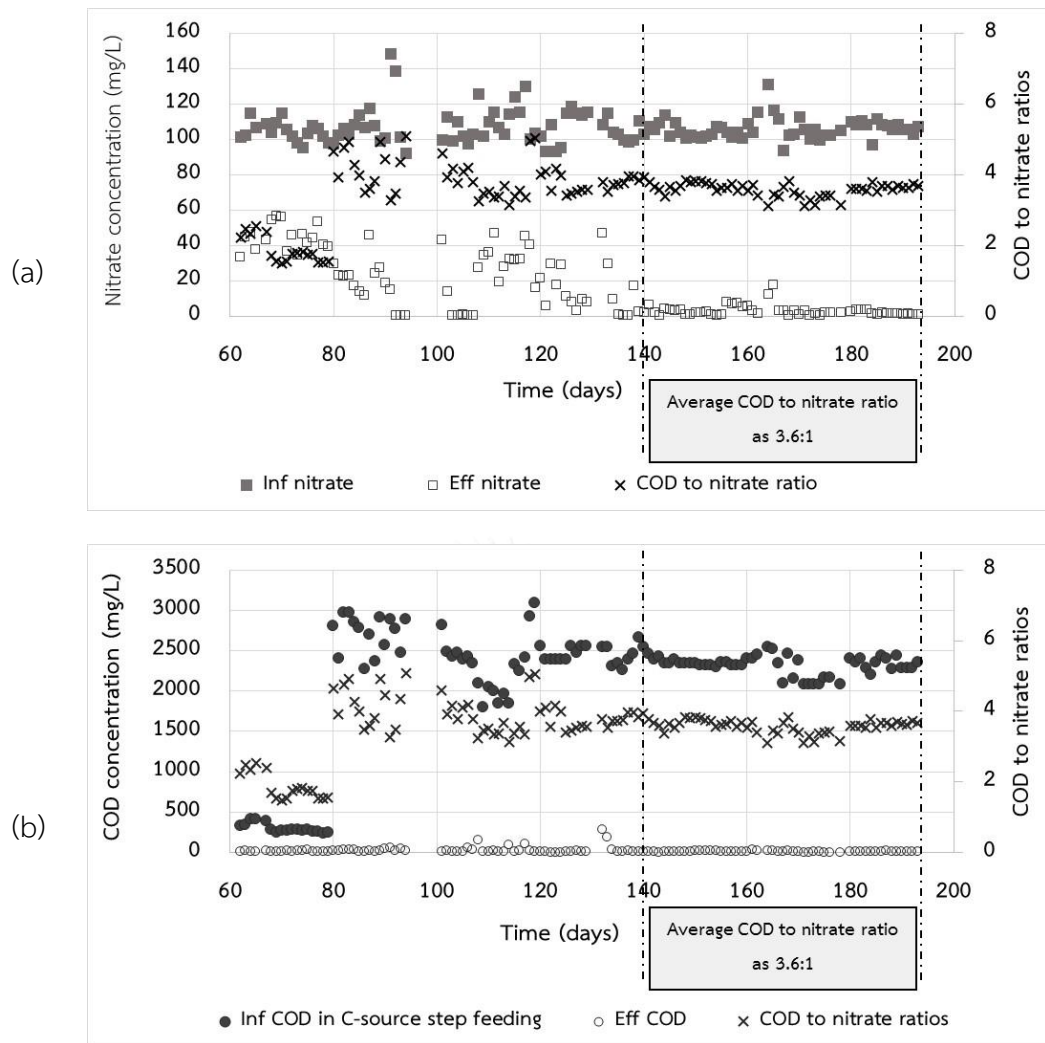 (a)
Nitrate concentration (mg/L)
160
140
120
100
80
60
40
20
0
8
6
4
2
0
COD to nitrate ratios
60 80 100 120 140 160 180 200
Time (days)
Average COD to nitrate ratio
as 3.6:1
Inf nitrate Eff nitrate COD to nitrate ratio
(b)
COD concentration (mg/L)
3500
3000
2500
2000
1500
1000
500
0
8
6
4
2
0
COD to nitrate ratios
60 80 100 120 140 160 180 200
Time (days)
Average COD to nitrate ratio
as 3.6:1
Inf COD in C-source step feeding Eff COD COD to nitrate ratios